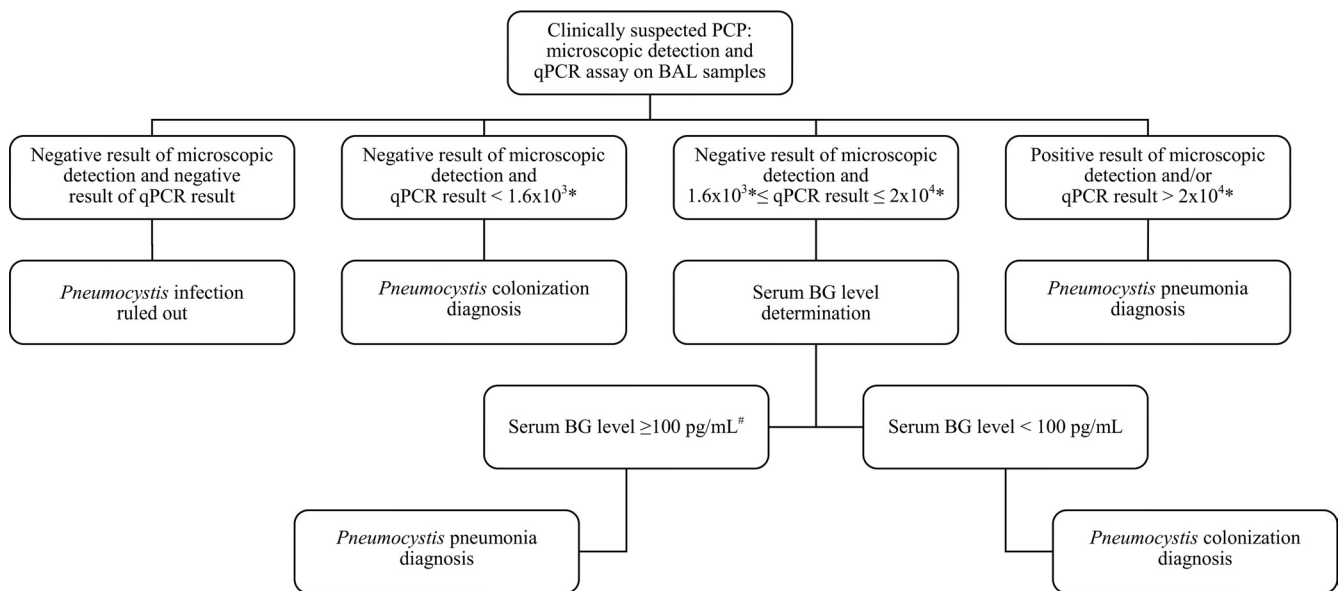 Clinically suspected PCP:
microscopic detection and
qPCR assay on BAL samples
Negative result of microscopic
detection and negative
result of qPCR result
Negative result of microscopic
detection and
qPCR result < 1.6x10³*
Negative result of microscopic
detection and
1.6x10³*≤ qPCR result ≤ 2x10⁴*
Positive result of microscopic
detection and/or
qPCR result > 2x10⁴*
Pneumocystis infection
ruled out
Pneumocystis colonization
diagnosis
Serum BG level
determination
Pneumocystis pneumonia
diagnosis
Serum BG level ≥100 pg/mL#
Serum BG level < 100 pg/mL
Pneumocystis pneumonia
diagnosis
Pneumocystis colonization
diagnosis